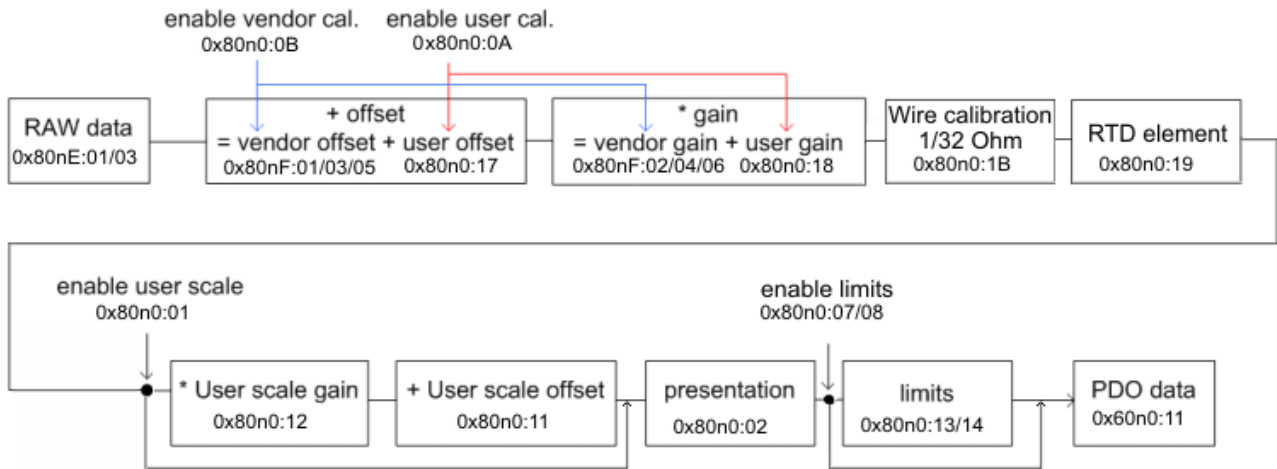 enable vendor cal.
0x80n0:0B
enable user cal.
0x80n0:0A
RAW data
0x80nE:01/03
+ offset
= vendor offset + user offset
0x80nF:01/03/05 0x80n0:17
* gain
= vendor gain + user gain
0x80nF:02/04/06 0x80n0:18
Wire calibration
1/32 Ohm
0x80n0:1B
RTD element
0x80n0:19
enable user scale
0x80n0:01
enable limits
0x80n0:07/08
* User scale gain
0x80n0:12
+ User scale offset
0x80n0:11
presentation
0x80n0:02
limits
0x80n0:13/14
PDO data
0x60n0:11